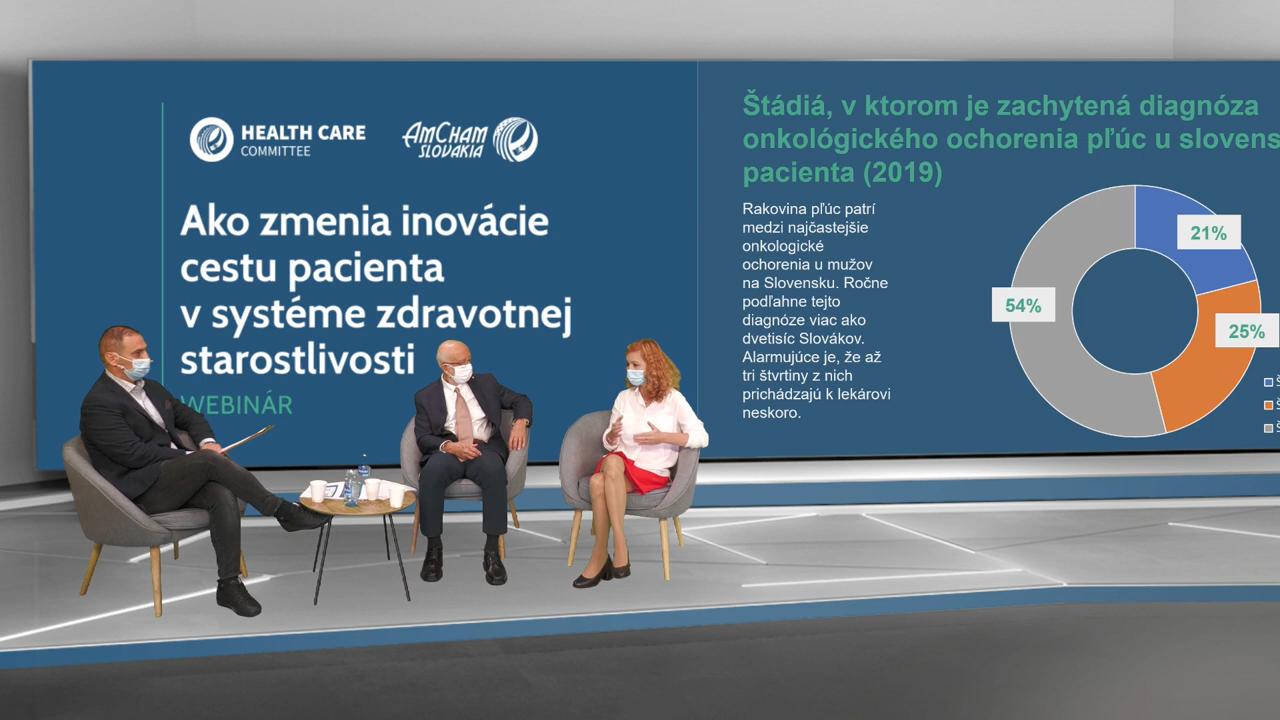 HEALTH CARE
COMMITTEE
AMCHAM
SLOVAKIA
Ako zmenia inovácie
cestu pacienta
v systéme zdravotnej
starostlivosti
WEBINÁR
Štádiá, v ktorom je zachytená diagnóza
onkológického ochorenia pľúc u slovens
pacienta (2019)
Rakovina pľúc patrí
medzi najčastejšie
onkologické
ochorenia u mužov
na Slovensku. Ročne
podľahne tejto
diagnóze viac ako
dvetisíc Slovákov.
Alarmujúce je, že až
tri štvrtiny z nich
prichádzajú k lekárovi
neskoro.
21%
54%
25%